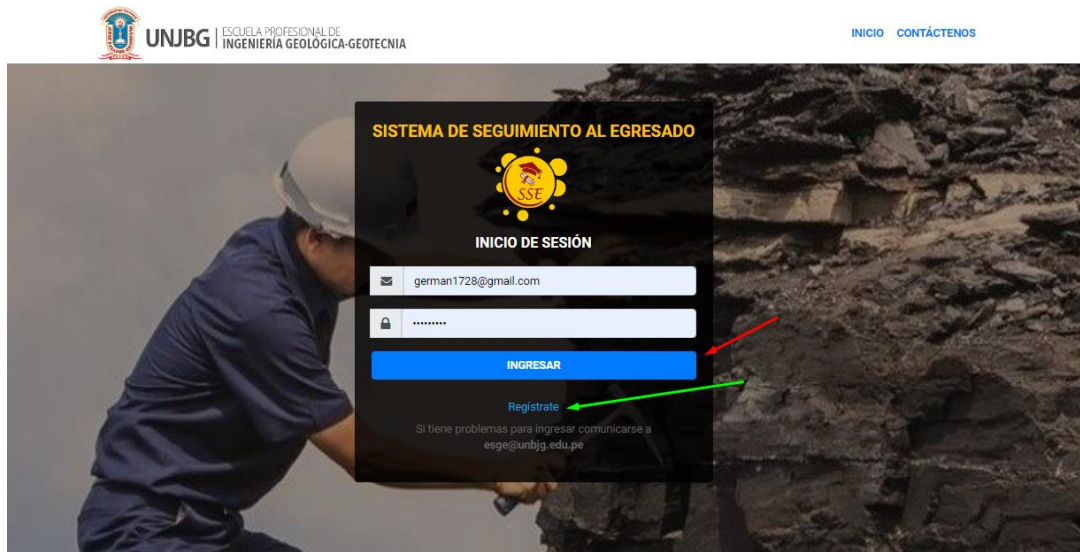 UNJBG
ESCUELA PROFESIONAL DE
INGENIERÍA GEOLÓGICA-GEOTECNIA
INICIO CONTÁCTENOS
SISTEMA DE SEGUIMIENTO AL EGRESADO
SSE
INICIO DE SESIÓN
german1728@gmail.com
•••••••••
INGRESAR
Regístrate
Si tiene problemas para ingresar comunicarse a
esge@unbjg.edu.pe